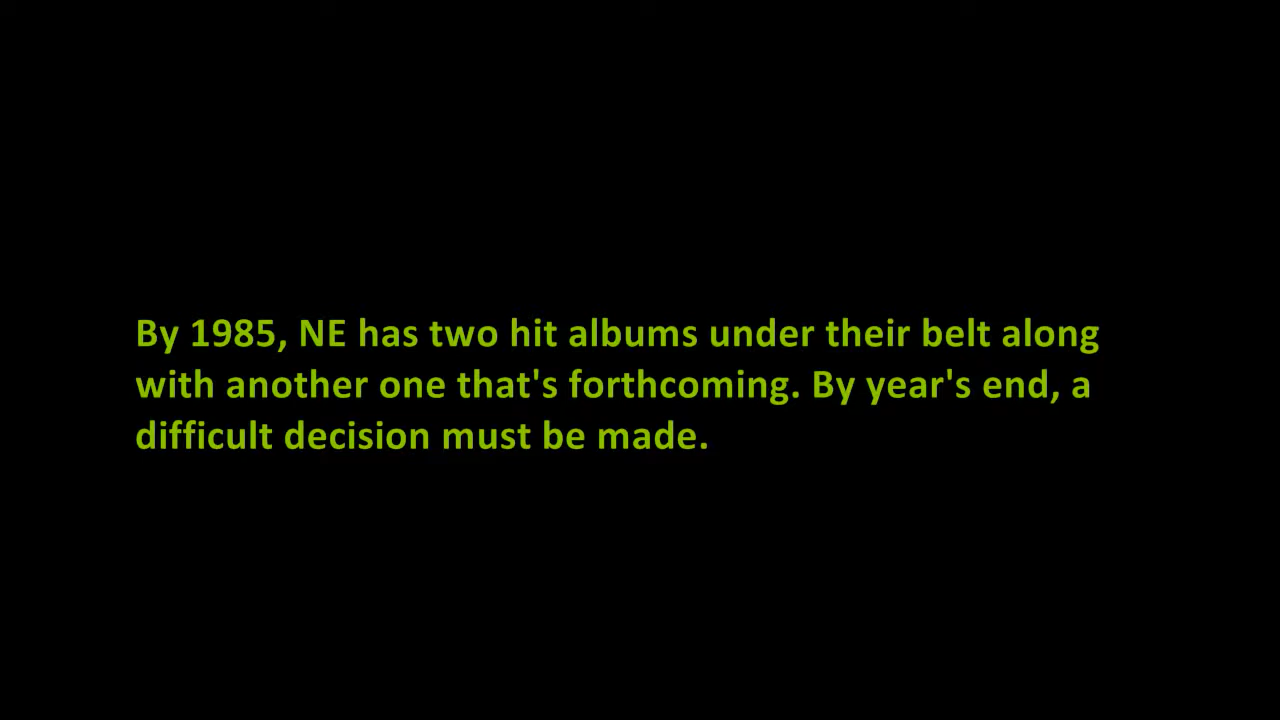 By 1985, NE has two hit albums under their belt along
with another one that's forthcoming. By year's end, a
difficult decision must be made.